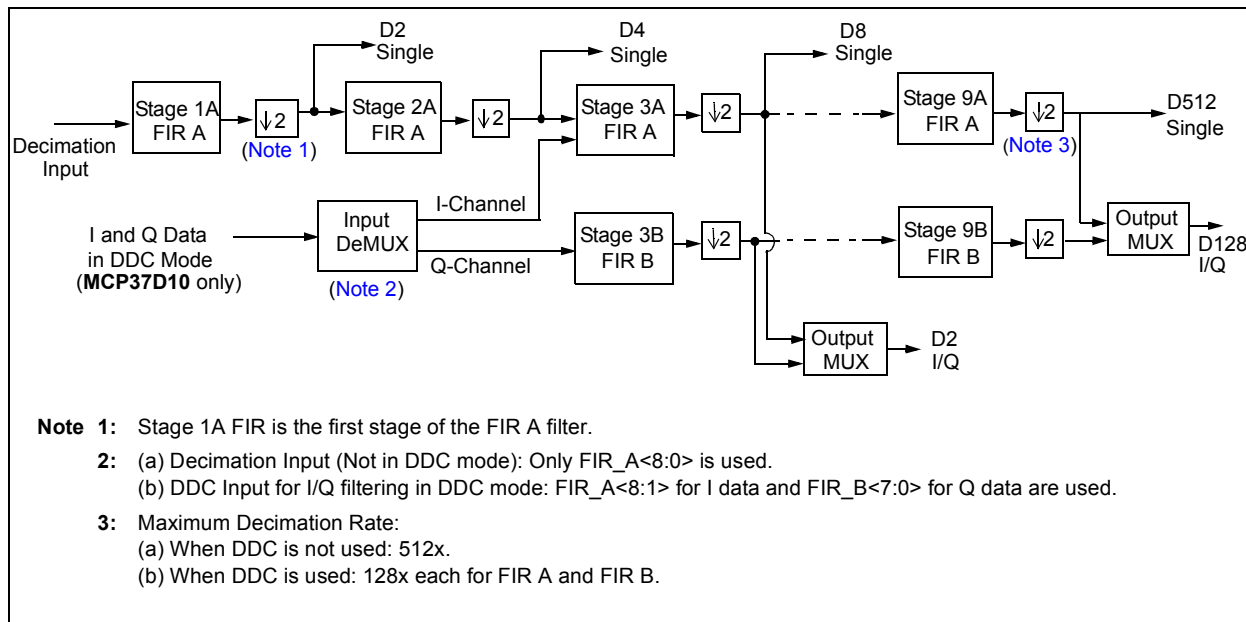 D2
Single
D4
Single
D8
Single
Stage 1A
FIR A
↓2
(Note 1)
Stage 2A
FIR A
↓2
Stage 3A
FIR A
↓2
Stage 9A
FIR A
↓2
(Note 3)
D512
Single
Decimation
Input
I and Q Data
in DDC Mode
(MCP37D10 only)
Input
DeMUX
(Note 2)
I-Channel
Q-Channel
Stage 3B
FIR B
↓2
Stage 9B
FIR B
↓2
Output
MUX
D128
I/Q
Output
MUX
D2
I/Q
Note 1: Stage 1A FIR is the first stage of the FIR A filter.
2: (a) Decimation Input (Not in DDC mode): Only FIR_A<8:0> is used.
(b) DDC Input for I/Q filtering in DDC mode: FIR_A<8:1> for I data and FIR_B<7:0> for Q data are used.
3: Maximum Decimation Rate:
(a) When DDC is not used: 512x.
(b) When DDC is used: 128x each for FIR A and FIR B.